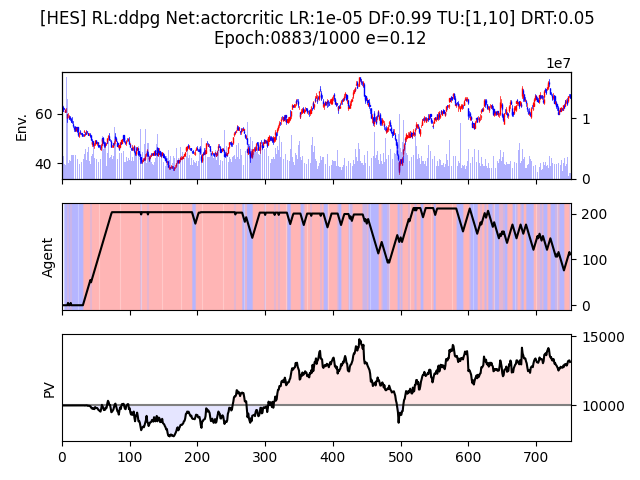 [HES] RL:ddpg Net:actorcritic LR:1e-05 DF:0.99 TU:[1,10] DRT:0.05
Epoch:0883/1000 e=0.12
1e7
Env.
60
40
1
0
Agent
200
100
0
PV
15000
10000
0 100 200 300 400 500 600 700